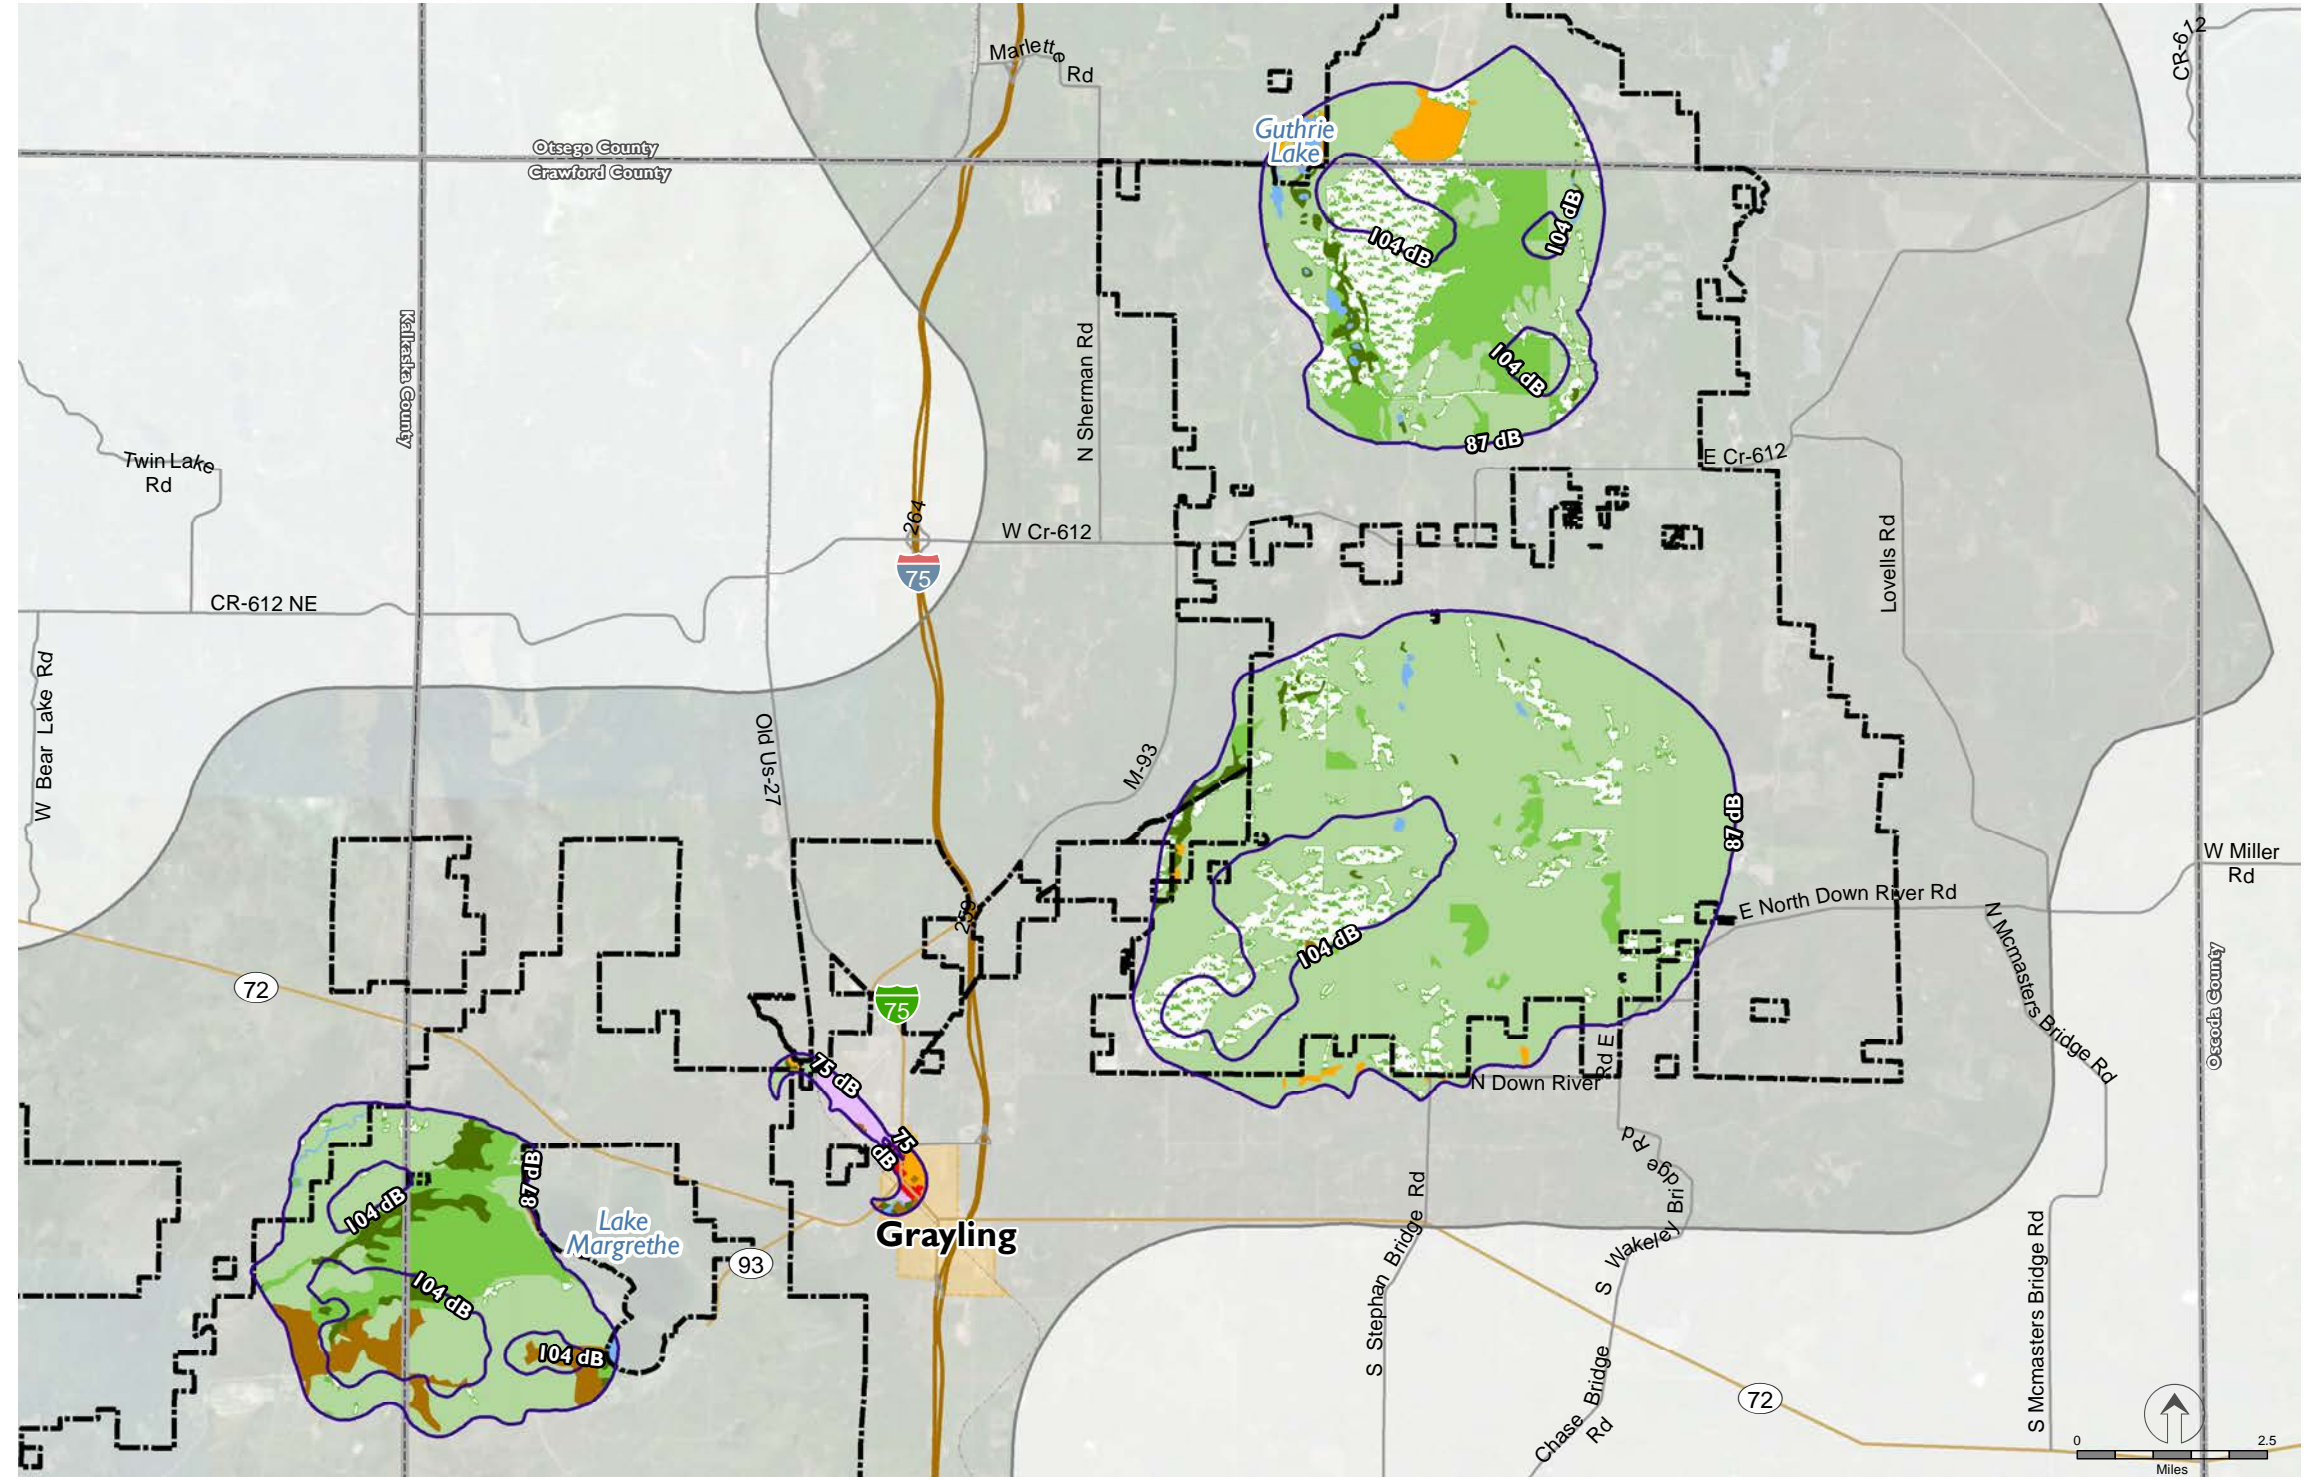 Marlette
Rd
CR-612
Guthrie
Lake
Otsego County
Crawford County
104 dB
104 dB
Kalkaska County
N Sherman Rd
104 dB
87 dB
E Cr-612
Twin Lake
Rd
264
W Cr-612
75
Lovells Rd
CR-612 NE
W Bear Lake Rd
Old Us-27
M-93
87 dB
W Miller
Rd
E North Down River Rd
259
104 dB
N Mcmasters Bridge Rd
Oscoda County
72
75
75 dB
Rd E
N Down River
75
dB
87 dB
104 dB
Lake
Margrethe
Grayling
93
S Stephan Bridge Rd
S Wakeley Bridge Rd
S Mcmasters Bridge Rd
104 dB
104 dB
Chase Bridge
Rd
72
0
2.5
Miles